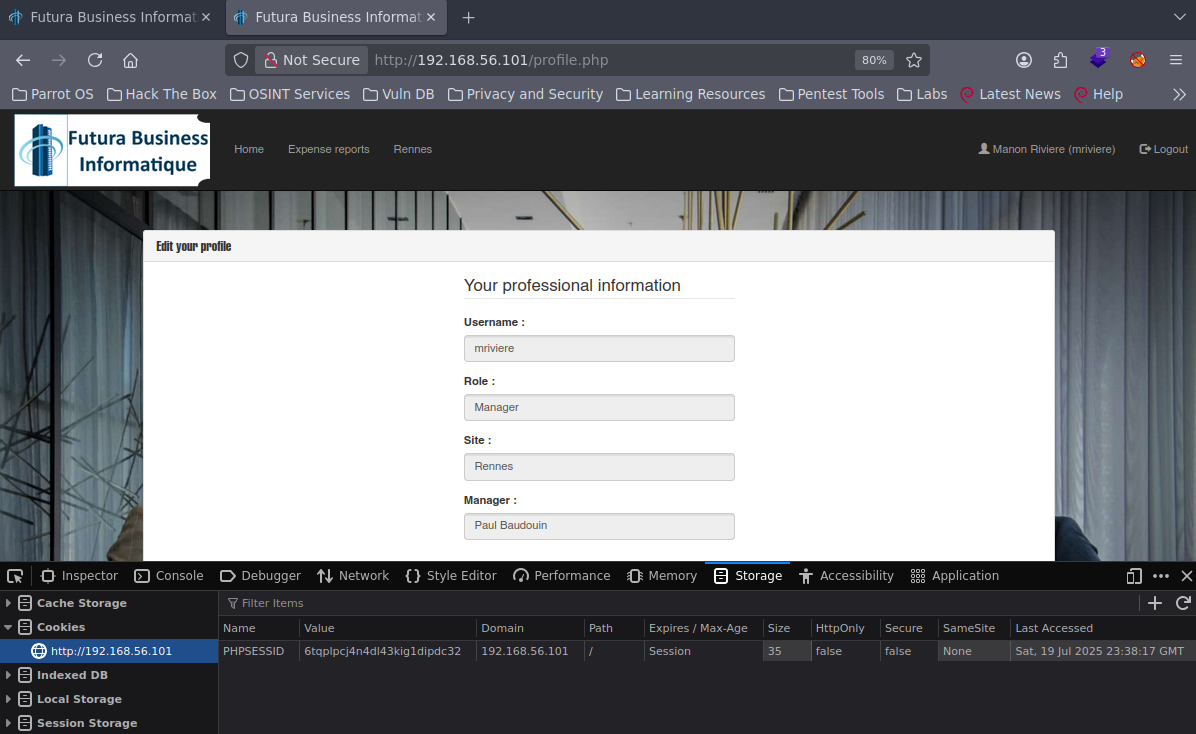 Futura Business Informat
Futura Business Informat
Not Secure http://192.168.56.101/profile.php 80% 3
Parrot OS Hack The Box OSINT Services Vuln DB Privacy and Security Learning Resources Pentest Tools Labs Latest News Help
Futura Business
Informatique
Home Expense reports Rennes Manon Riviere (mriviere) Logout
Edit your profile
Your professional information
Username :
mriviere
Role :
Manager
Site :
Rennes
Manager :
Paul Baudouin
Inspector Console Debugger Network Style Editor Performance Memory Storage Accessibility Application
Cache Storage Filter Items
Cookies Name Value Domain Path Expires / Max-Age Size HttpOnly Secure SameSite Last Accessed
http://192.168.56.101 PHPSESSID 6tqplpcj4n4dl43kig1dipdc32 192.168.56.101 / Session 35 false false None Sat, 19 Jul 2025 23:38:17 GMT
Indexed DB
Local Storage
Session Storage